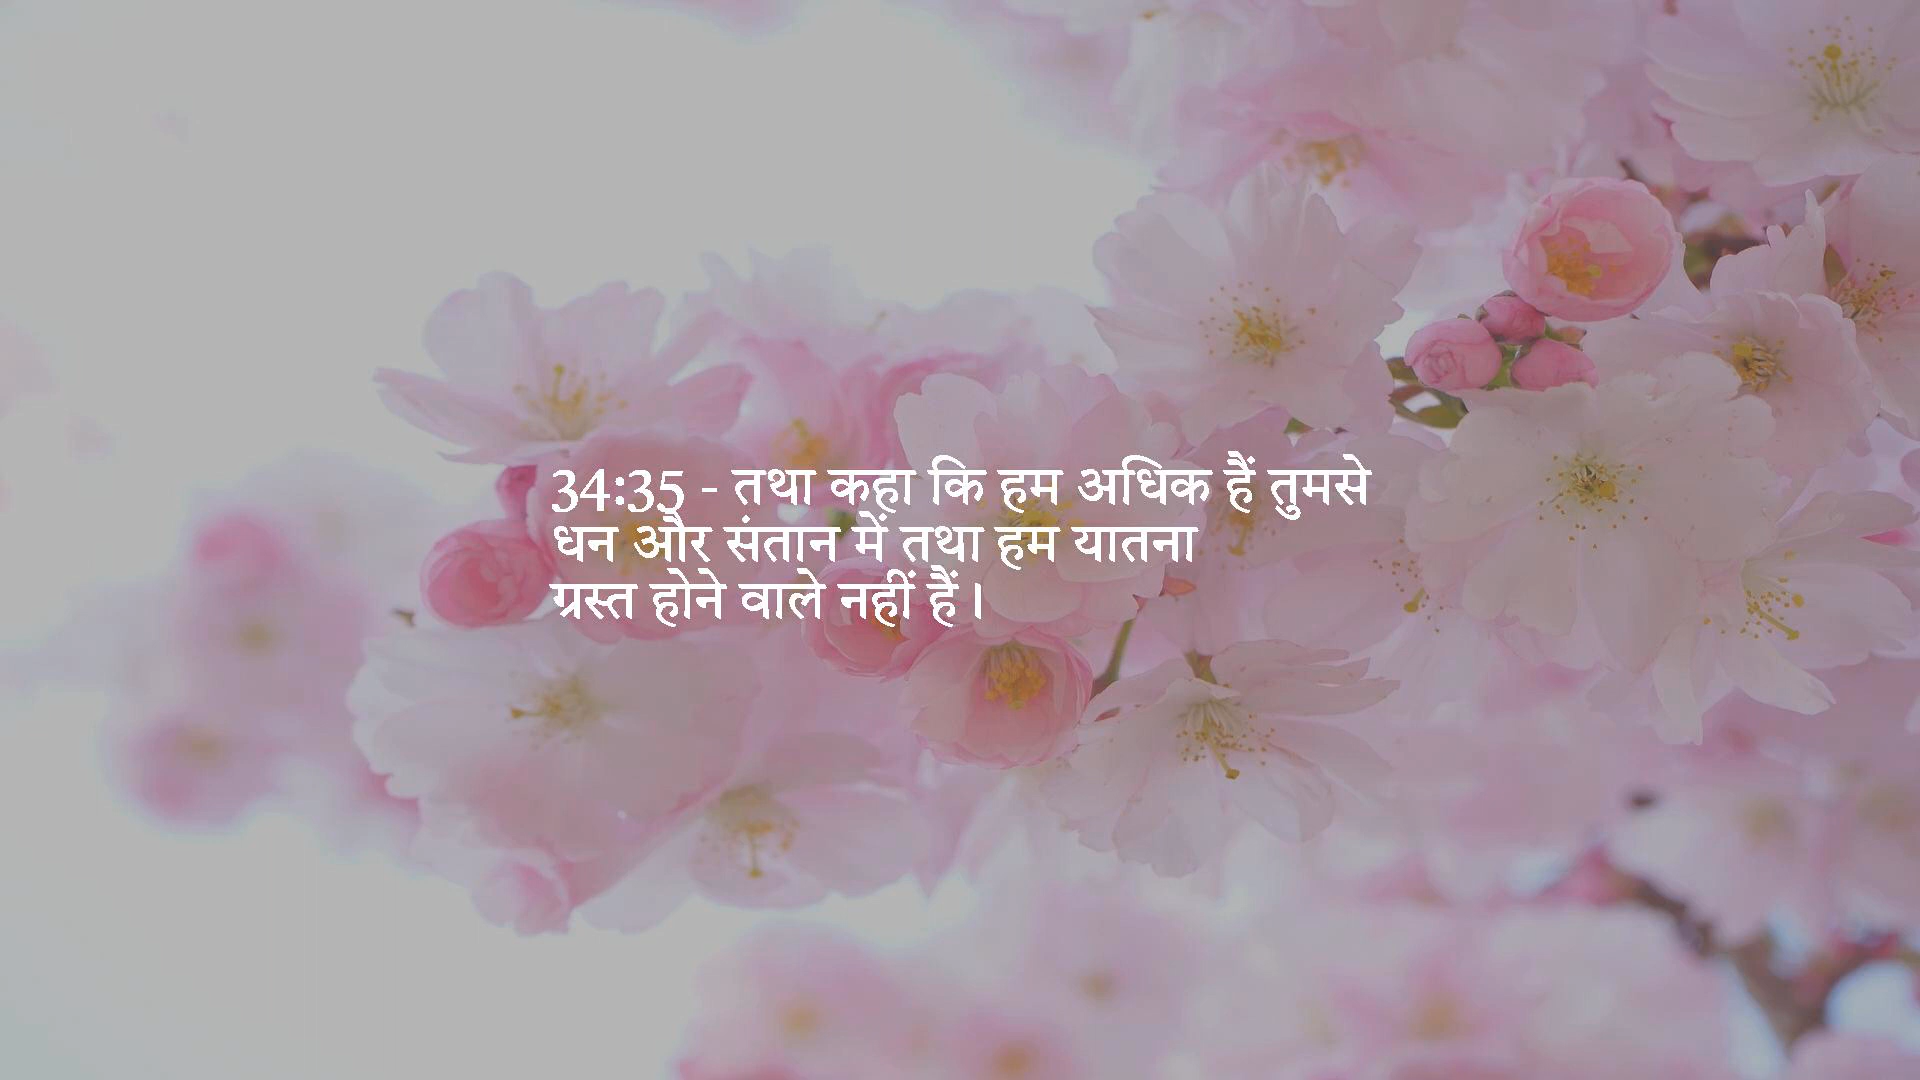 34:35 - तथा कहा कि हम अधिक हैं तुमसे
धन और संतान में तथा हम यातना
ग्रस्त होने वाले नहीं हैं।